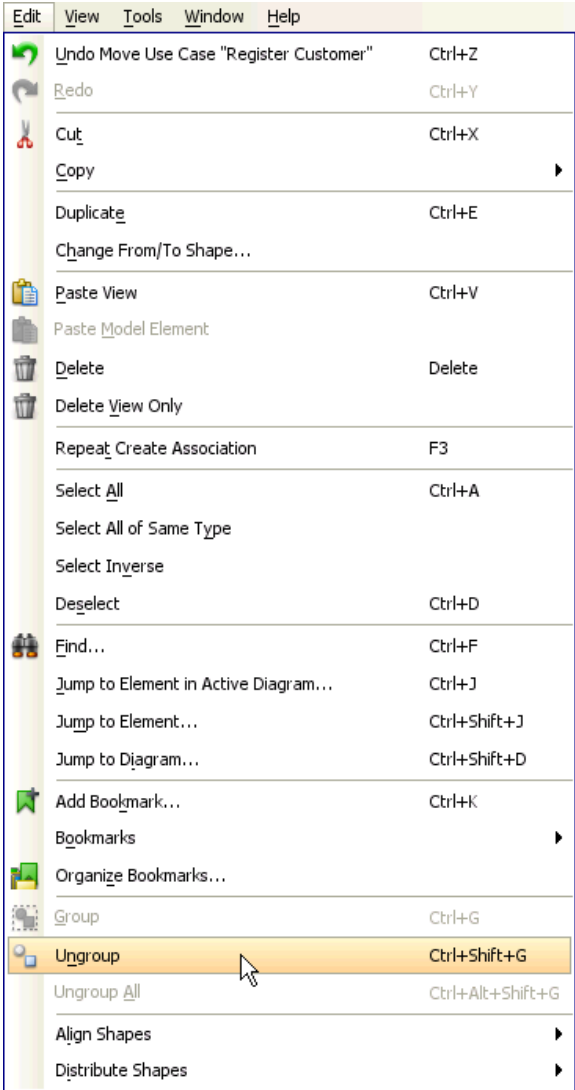 Edit View Tools Window Help
Undo Move Use Case "Register Customer" Ctrl+Z
Redo Ctrl+Y
Cut Ctrl+X
Copy
Duplicate Ctrl+E
Change From/To Shape...
Paste View Ctrl+V
Paste Model Element
Delete Delete
Delete View Only
Repeat Create Association F3
Select All Ctrl+A
Select All of Same Type
Select Inverse
Deselect Ctrl+D
Find... Ctrl+F
Jump to Element in Active Diagram... Ctrl+J
Jump to Element... Ctrl+Shift+J
Jump to Diagram... Ctrl+Shift+D
Add Bookmark... Ctrl+K
Bookmarks
Organize Bookmarks...
Group Ctrl+G
Ungroup Ctrl+Shift+G
Ungroup All Ctrl+Alt+Shift+G
Align Shapes
Distribute Shapes